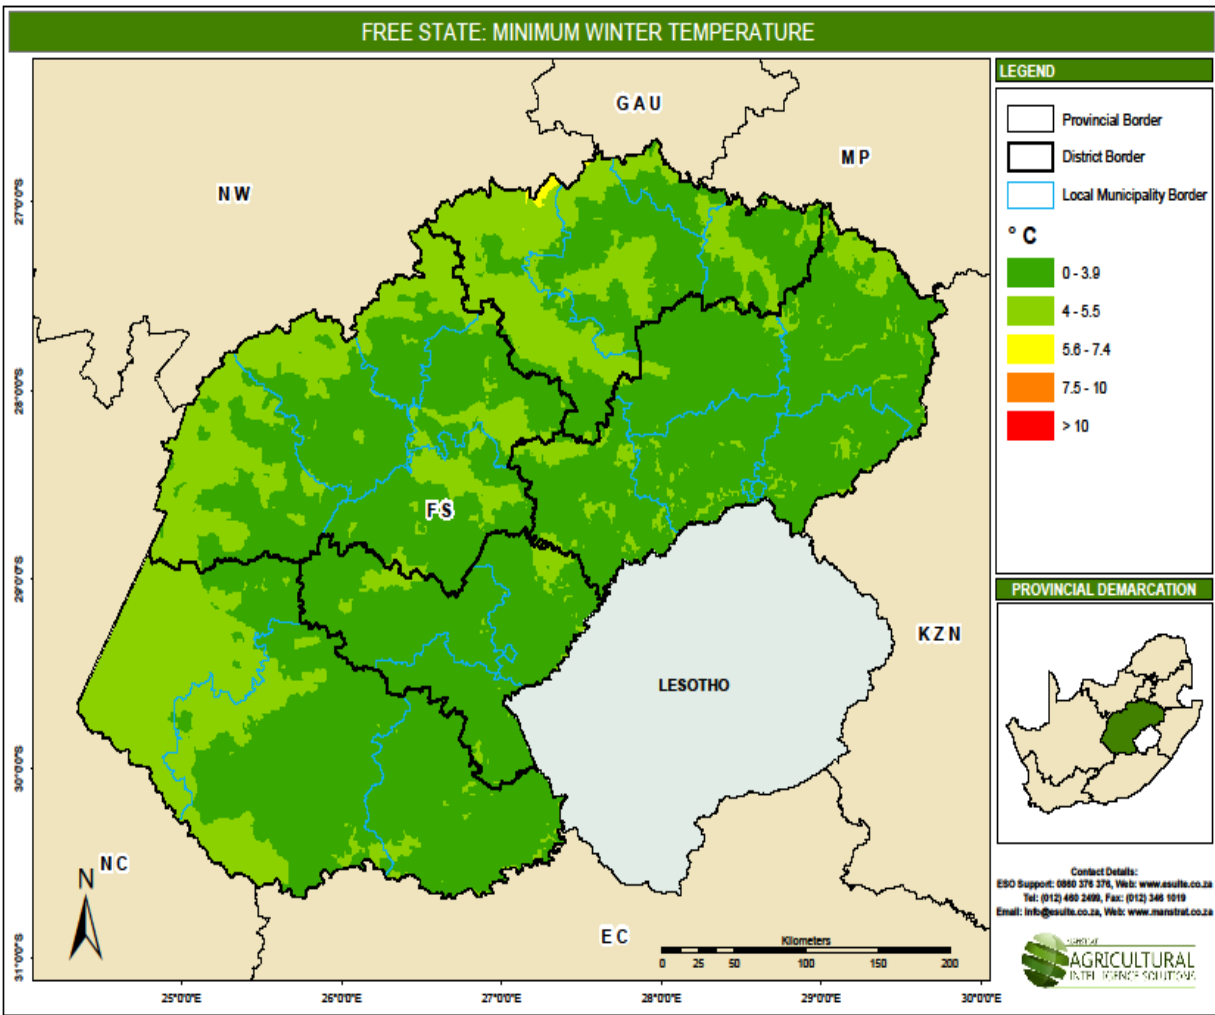 FREE STATE: MINIMUM WINTER TEMPERATURE
GAU
MP
NW
FS
KZN
LESOTHO
NC
EC
N
27°0'0"S
28°0'0"S
29°0'0"S
30°0'0"S
31°0'0"S
25°0'0"E
26°0'0"E
27°0'0"E
28°0'0"E
29°0'0"E
30°0'0"E
Kilometers
0 25 50 100 150 200
LEGEND
Provincial Border
District Border
Local Municipality Border
° C
0 - 3.9
4 - 5.5
5.6 - 7.4
7.5 - 10
> 10
PROVINCIAL DEMARCATION
Contact Details:
ESO Support: 0860 376 376, Web: www.esuite.co.za
Tel: (012) 460 2499, Fax: (012) 346 1019
Email: info@esuite.co.za, Web: www.manstrat.co.za
MANSTRAT
AGRICULTURAL
INTELLIGENCE SOLUTIONS